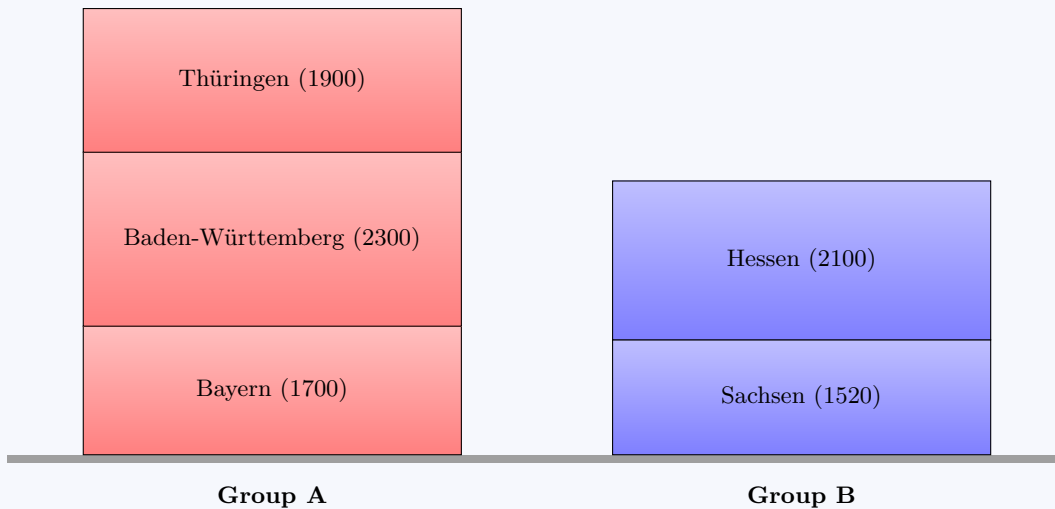 Thüringen (1900)
Baden-Württemberg (2300)
Bayern (1700)
Hessen (2100)
Sachsen (1520)
Group A
Group B